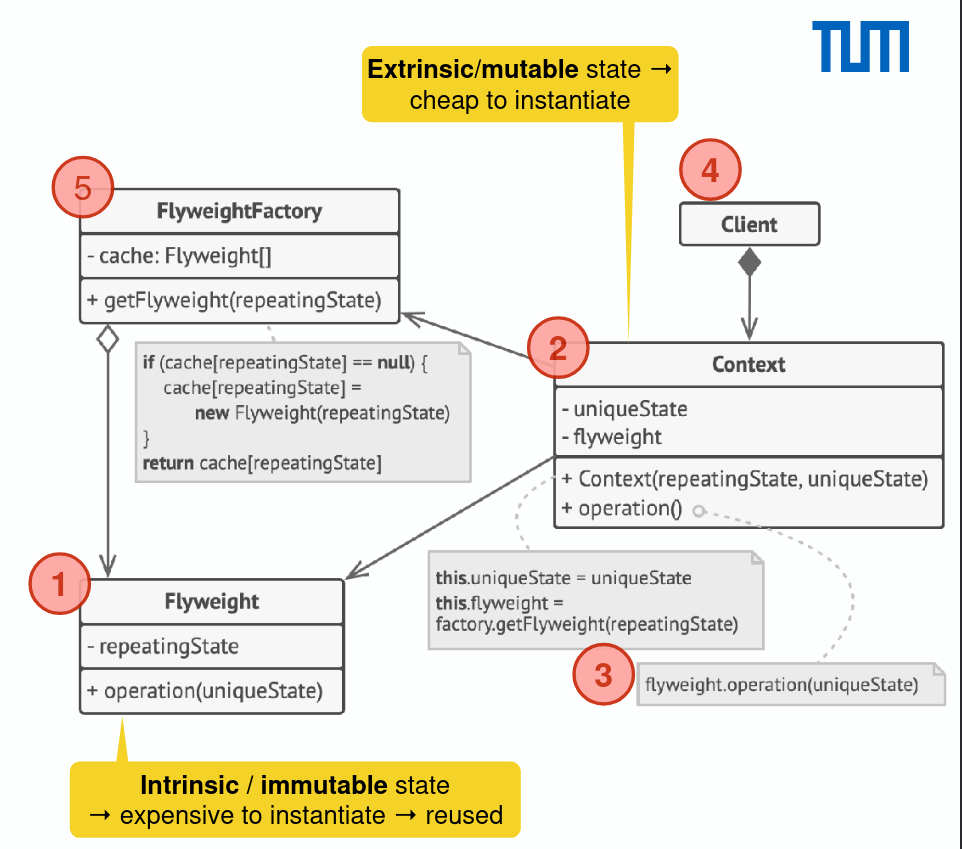 TUM
Extrinsic/mutable state →
cheap to instantiate
5
4
FlyweightFactory
Client
- cache: Flyweight[]
+ getFlyweight(repeatingState)
if (cache[repeatingState] == null) {
cache[repeatingState] =
new Flyweight(repeatingState)
}
return cache[repeatingState]
2
Context
- uniqueState
- flyweight
+ Context(repeatingState, uniqueState)
+ operation()
this.uniqueState = uniqueState
this.flyweight =
factory.getFlyweight(repeatingState)
3
flyweight.operation(uniqueState)
1
Flyweight
- repeatingState
+ operation(uniqueState)
Intrinsic / immutable state
→ expensive to instantiate → reused